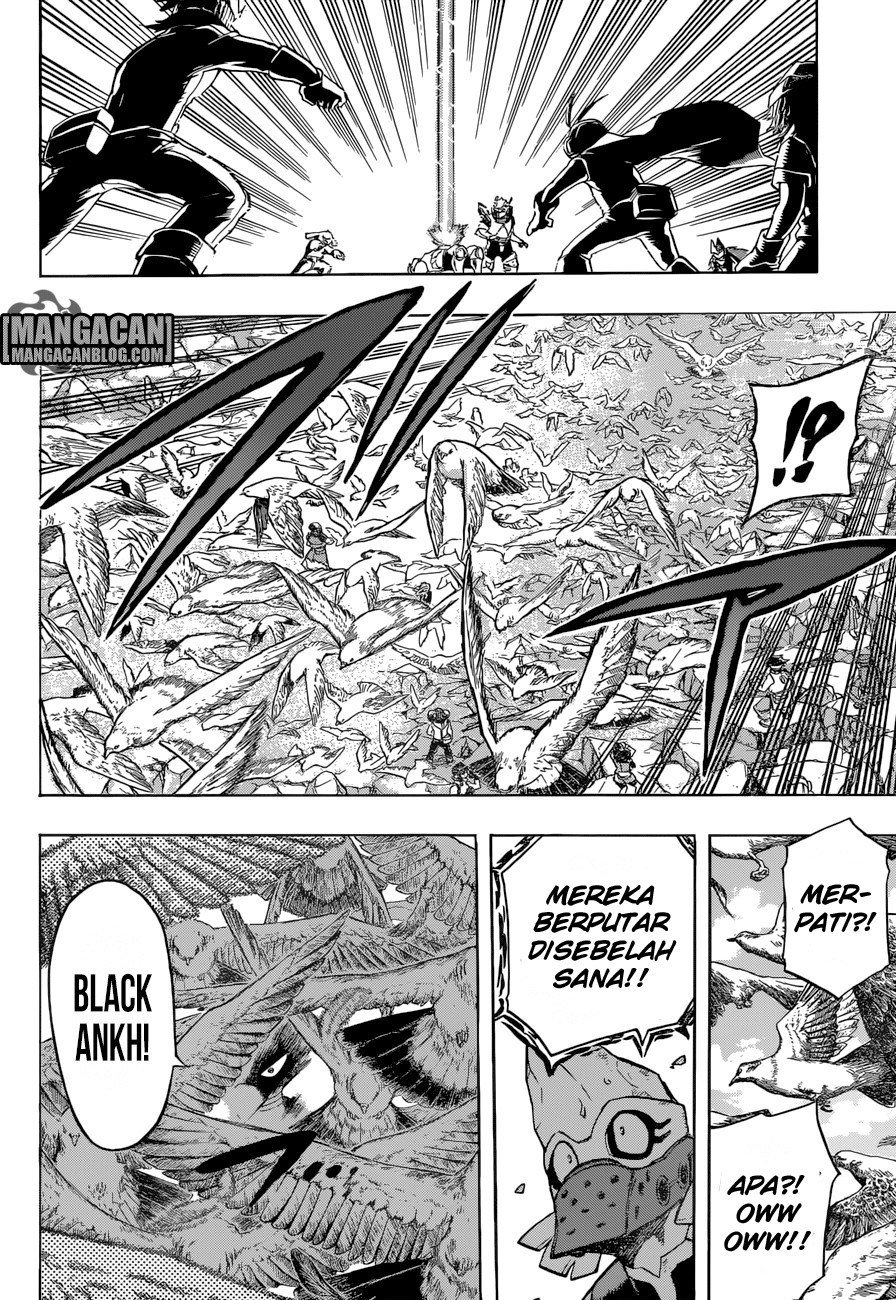 [MANGACAN]
MANGACANBLOG.COM
!?
MER-
PATI?!
APA?!
OWW
OWW!!
MEREKA
BERPUTAR
DISEBELAH
SANA!!
BLACK
ANKH!